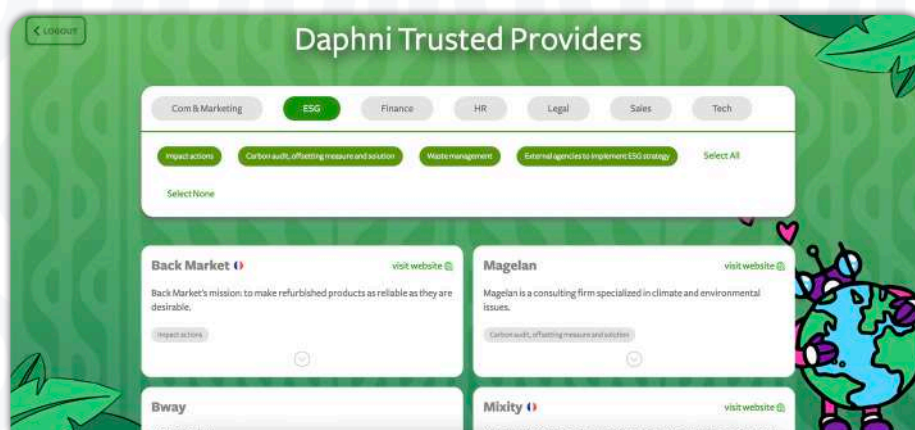 LOGOUT
Daphni Trusted Providers
Com & Marketing ESG Finance HR Legal Sales Tech
Impact actions Carbon audit, offsetting measure and solution Waste management External agencies to implement ESG strategy Select All
Select None
Back Market visit website
Back Market's mission: to make refurbished products as reliable as they are
desirable.
Impact actions
Magelan visit website
Magelan is a consulting firm specialized in climate and environmental
issues.
Carbon audit, offsetting measure and solution
Bway
Mixity visit website